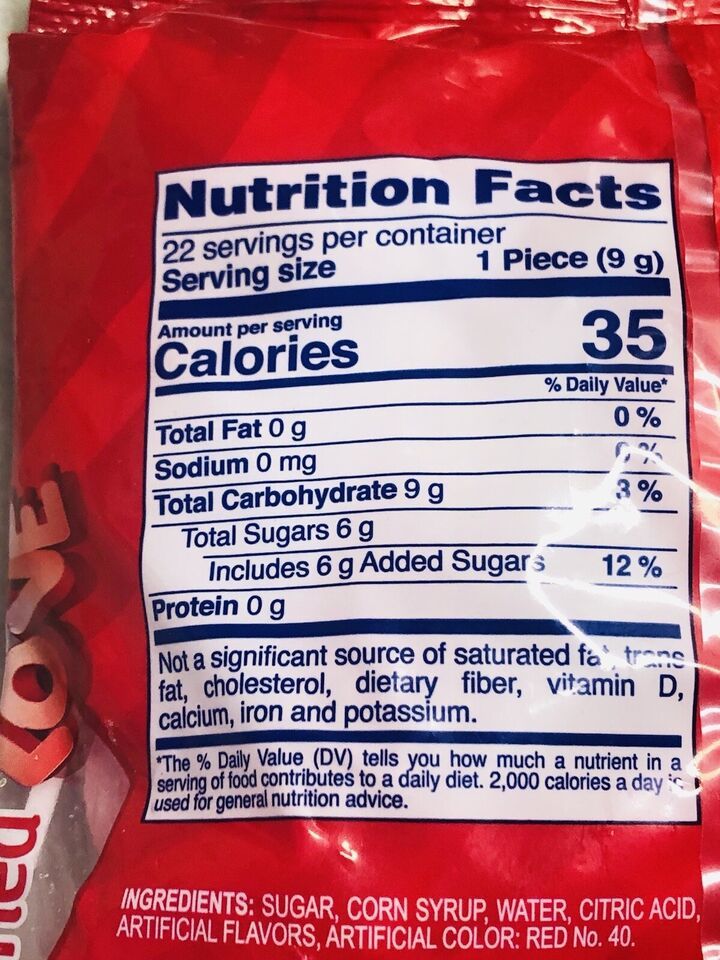 Nutrition Facts
22 servings per container
Serving size 1 Piece (9 g)
Amount per serving
Calories 35
% Daily Value*
Total Fat 0 g 0 %
Sodium 0 mg 0 %
Total Carbohydrate 9 g 3 %
Total Sugars 6 g
Includes 6 g Added Sugars 12 %
Protein 0 g
Not a significant source of saturated fat, trans
fat, cholesterol, dietary fiber, vitamin D,
calcium, iron and potassium.
*The % Daily Value (DV) tells you how much a nutrient in a
serving of food contributes to a daily diet. 2,000 calories a day is
used for general nutrition advice.
INGREDIENTS: SUGAR, CORN SYRUP, WATER, CITRIC ACID,
ARTIFICIAL FLAVORS, ARTIFICIAL COLOR: RED No. 40.
LOVE